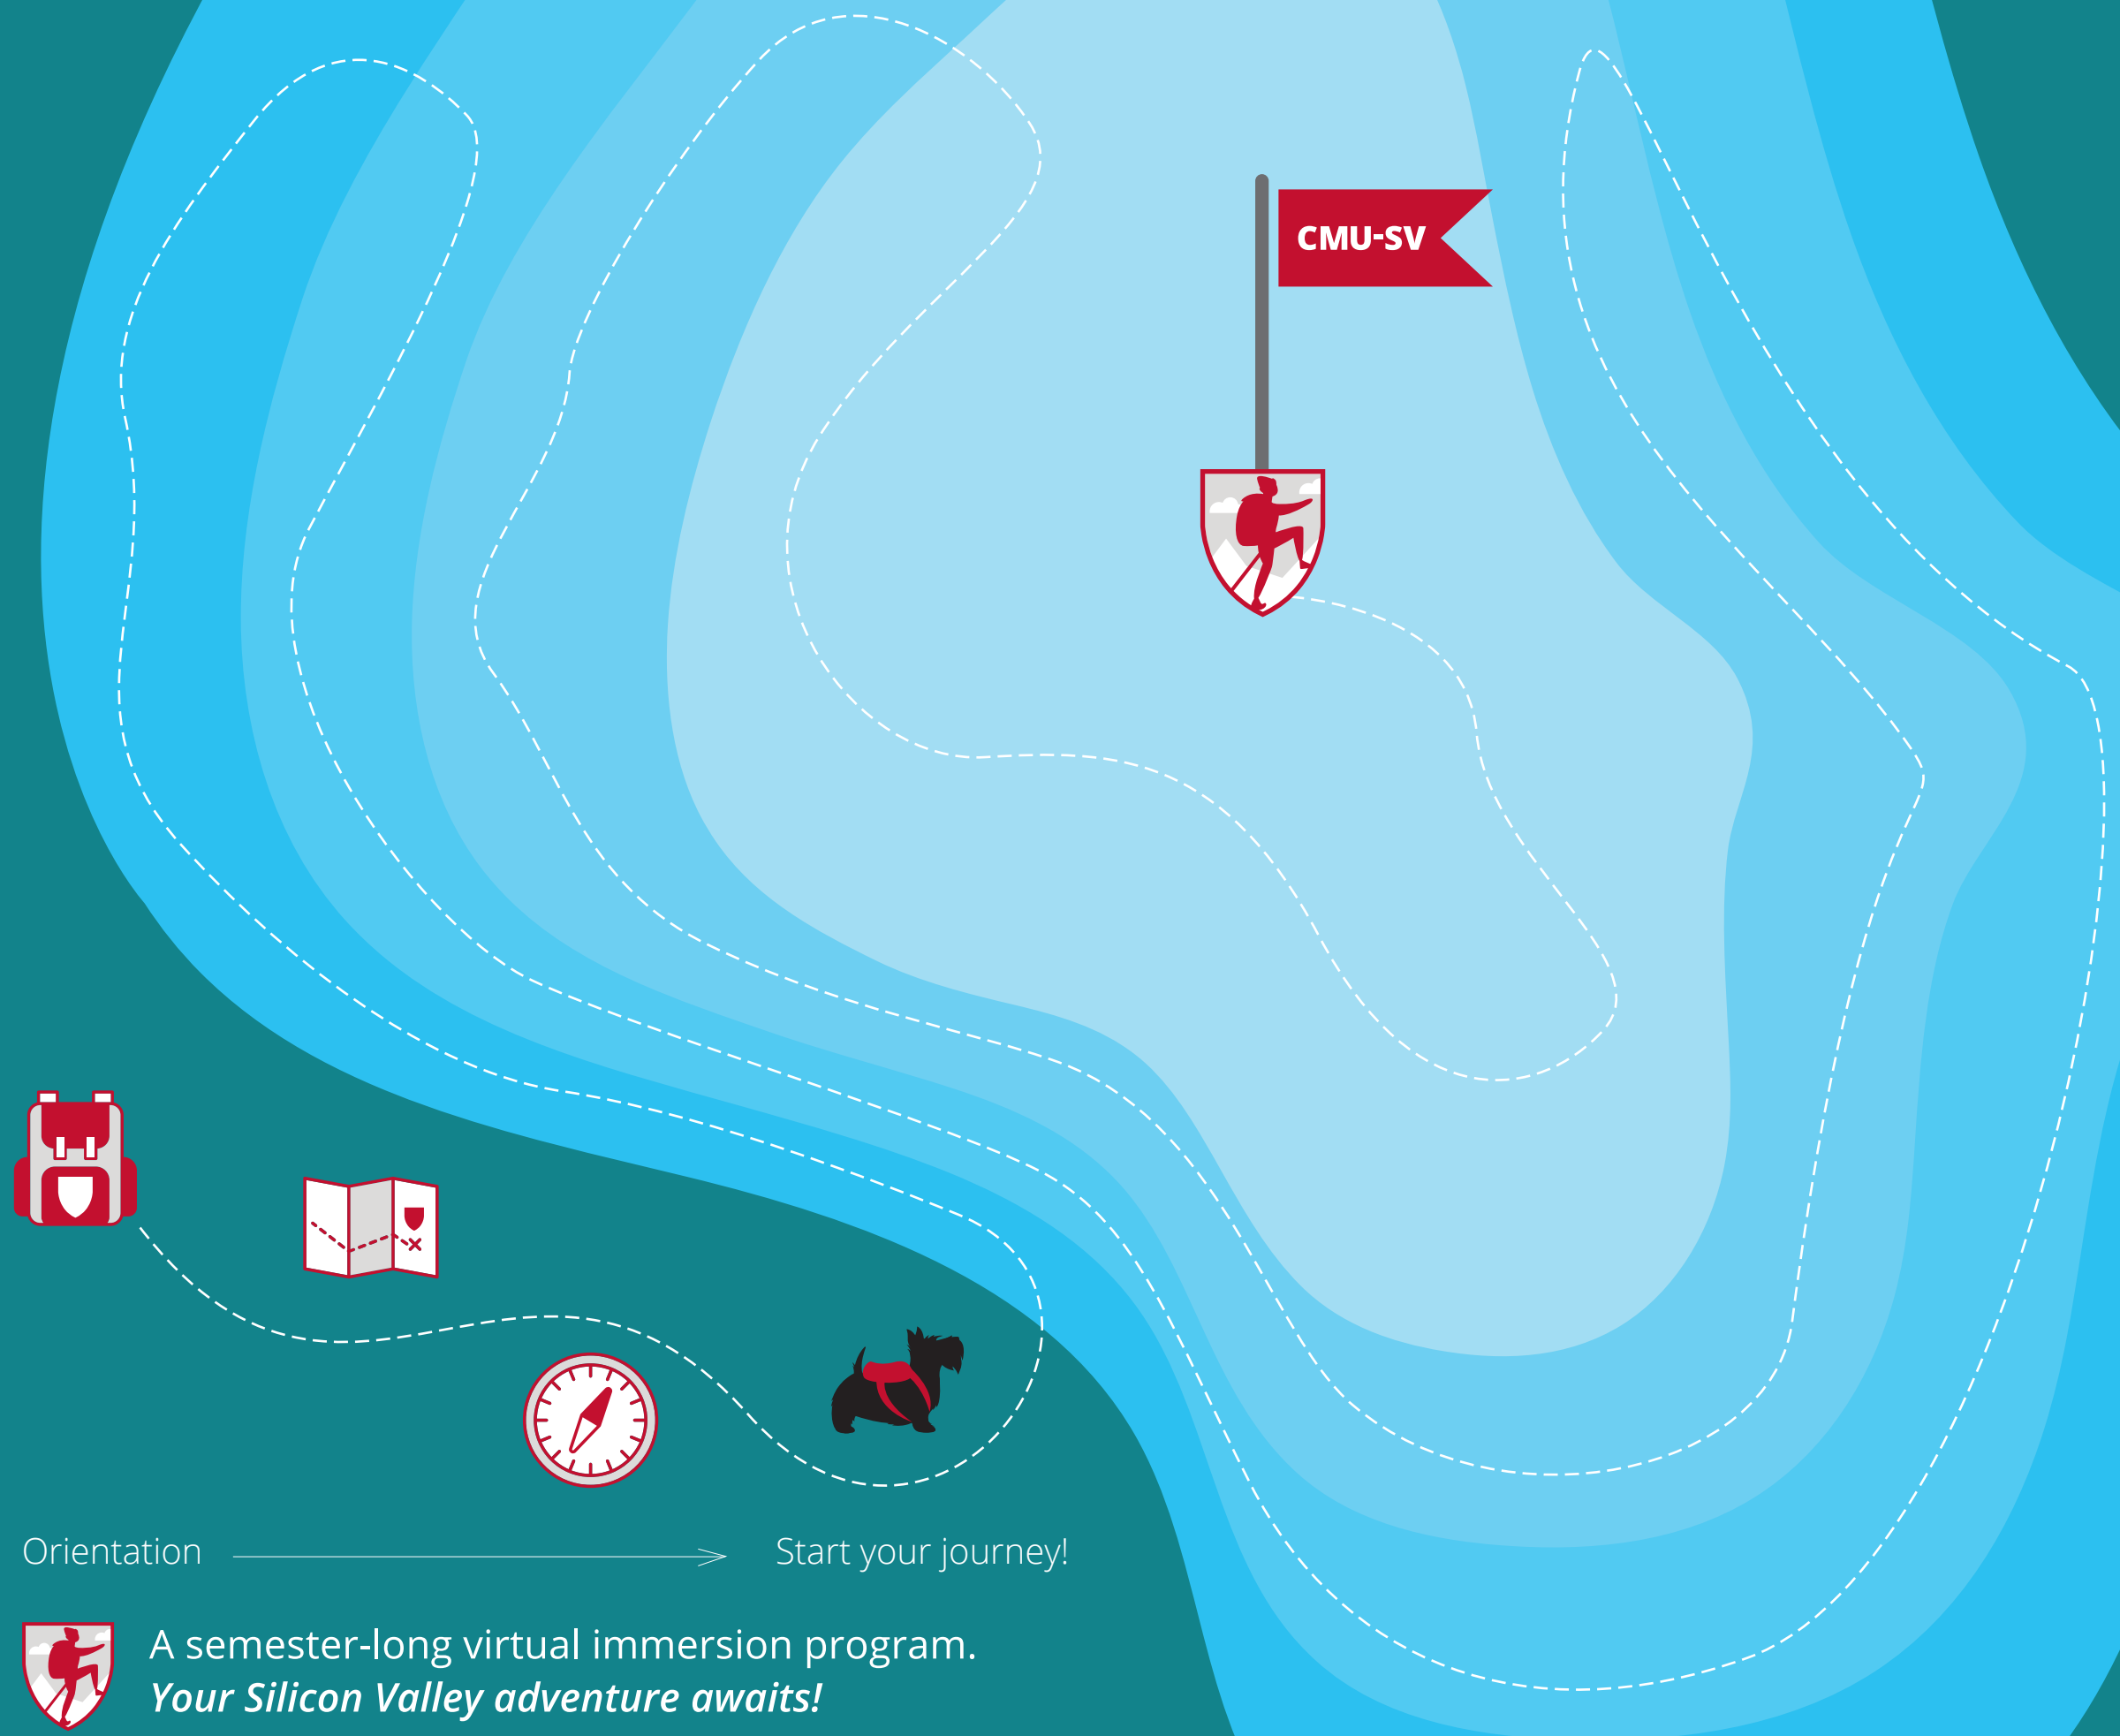 CMU-SV
Orientation
Start your journey!
A semester-long virtual immersion program.
Your Silicon Valley adventure awaits!